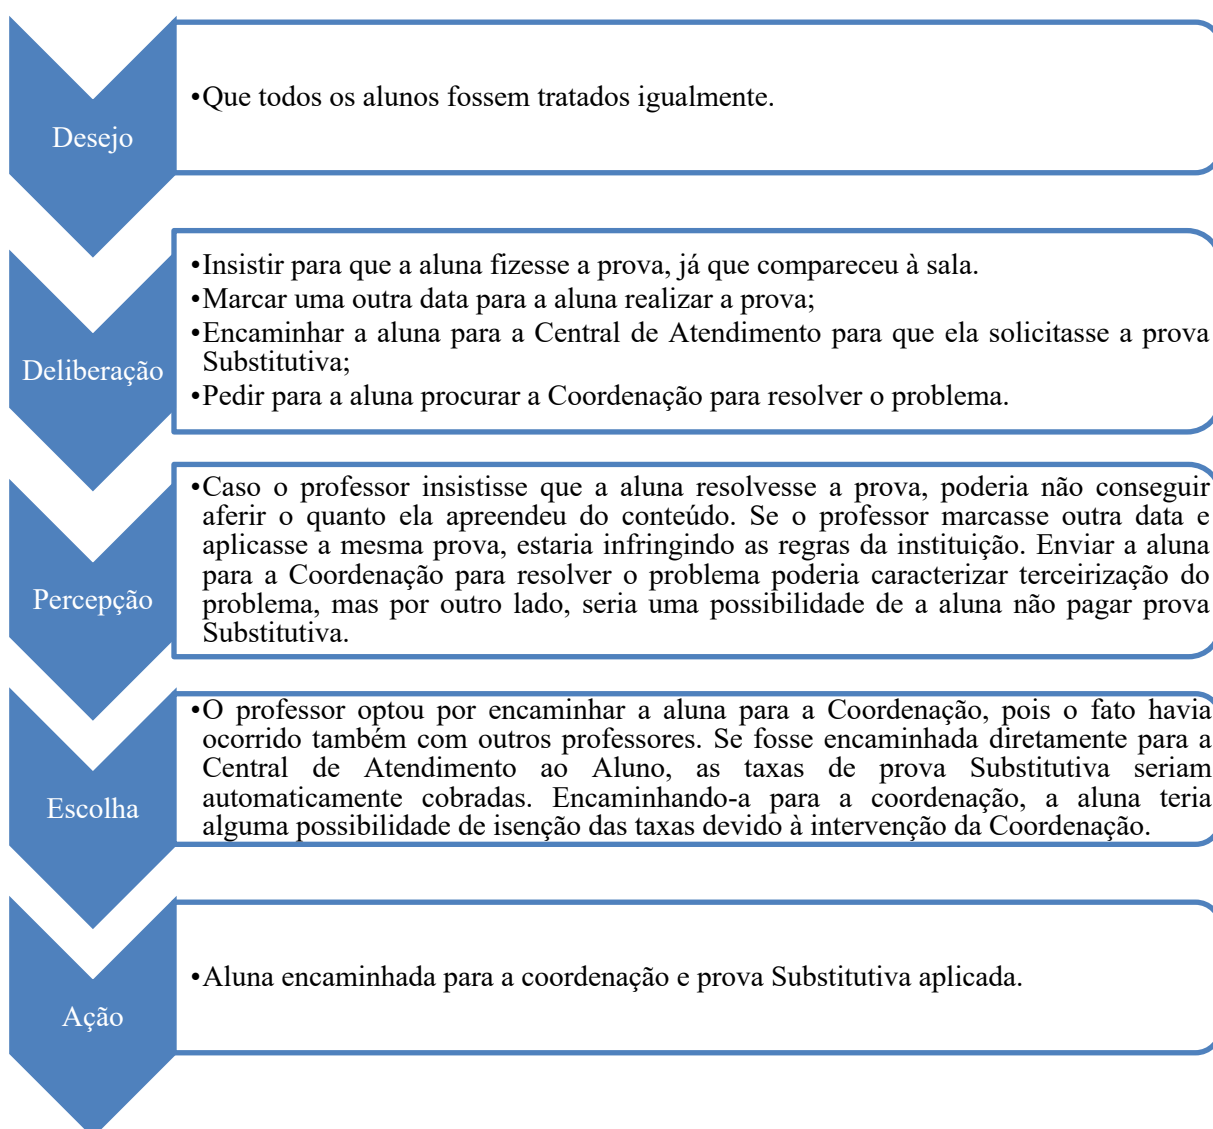 Desejo
•Que todos os alunos fossem tratados igualmente.
Deliberação
•Insistir para que a aluna fizesse a prova, já que compareceu à sala.
•Marcar uma outra data para a aluna realizar a prova;
•Encaminhar a aluna para a Central de Atendimento para que ela solicitasse a prova
Substitutiva;
•Pedir para a aluna procurar a Coordenação para resolver o problema.
Percepção
•Caso o professor insistisse que a aluna resolvesse a prova, poderia não conseguir
aferir o quanto ela apreendeu do conteúdo. Se o professor marcasse outra data e
aplicasse a mesma prova, estaria infringindo as regras da instituição. Enviar a aluna
para a Coordenação para resolver o problema poderia caracterizar terceirização do
problema, mas por outro lado, seria uma possibilidade de a aluna não pagar prova
Substitutiva.
Escolha
•O professor optou por encaminhar a aluna para a Coordenação, pois o fato havia
ocorrido também com outros professores. Se fosse encaminhada diretamente para a
Central de Atendimento ao Aluno, as taxas de prova Substitutiva seriam
automaticamente cobradas. Encaminhando-a para a coordenação, a aluna teria
alguma possibilidade de isenção das taxas devido à intervenção da Coordenação.
Ação
•Aluna encaminhada para a coordenação e prova Substitutiva aplicada.